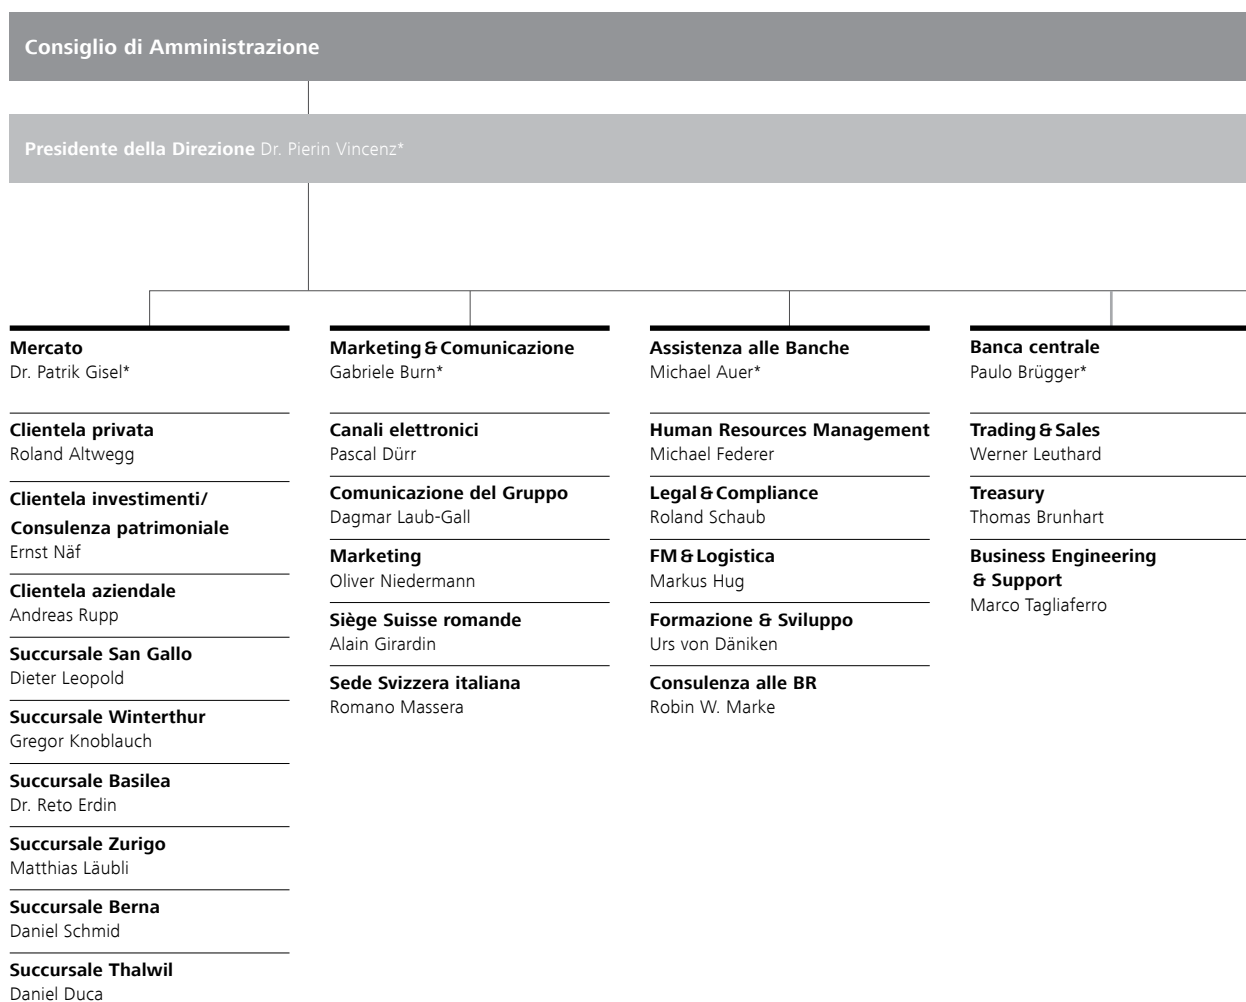 Consiglio di Amministrazione
Presidente della Direzione Dr. Pierin Vincenz*
Mercato
Dr. Patrik Gisel*
Clientela privata
Roland Altwegg
Clientela investimenti/
Consulenza patrimoniale
Ernst Näf
Clientela aziendale
Andreas Rupp
Succursale San Gallo
Dieter Leopold
Succursale Winterthur
Gregor Knoblauch
Succursale Basilea
Dr. Reto Erdin
Succursale Zurigo
Matthias Läubli
Succursale Berna
Daniel Schmid
Succursale Thalwil
Daniel Duca
Marketing & Comunicazione
Gabriele Burn*
Canali elettronici
Pascal Dürr
Comunicazione del Gruppo
Dagmar Laub-Gall
Marketing
Oliver Niedermann
Siège Suisse romande
Alain Girardin
Sede Svizzera italiana
Romano Massera
Assistenza alle Banche
Michael Auer*
Human Resources Management
Michael Federer
Legal & Compliance
Roland Schaub
FM & Logistica
Markus Hug
Formazione & Sviluppo
Urs von Däniken
Consulenza alle BR
Robin W. Marke
Banca centrale
Paulo Brügger*
Trading & Sales
Werner Leuthard
Treasury
Thomas Brunhart
Business Engineering
& Support
Marco Tagliaferro